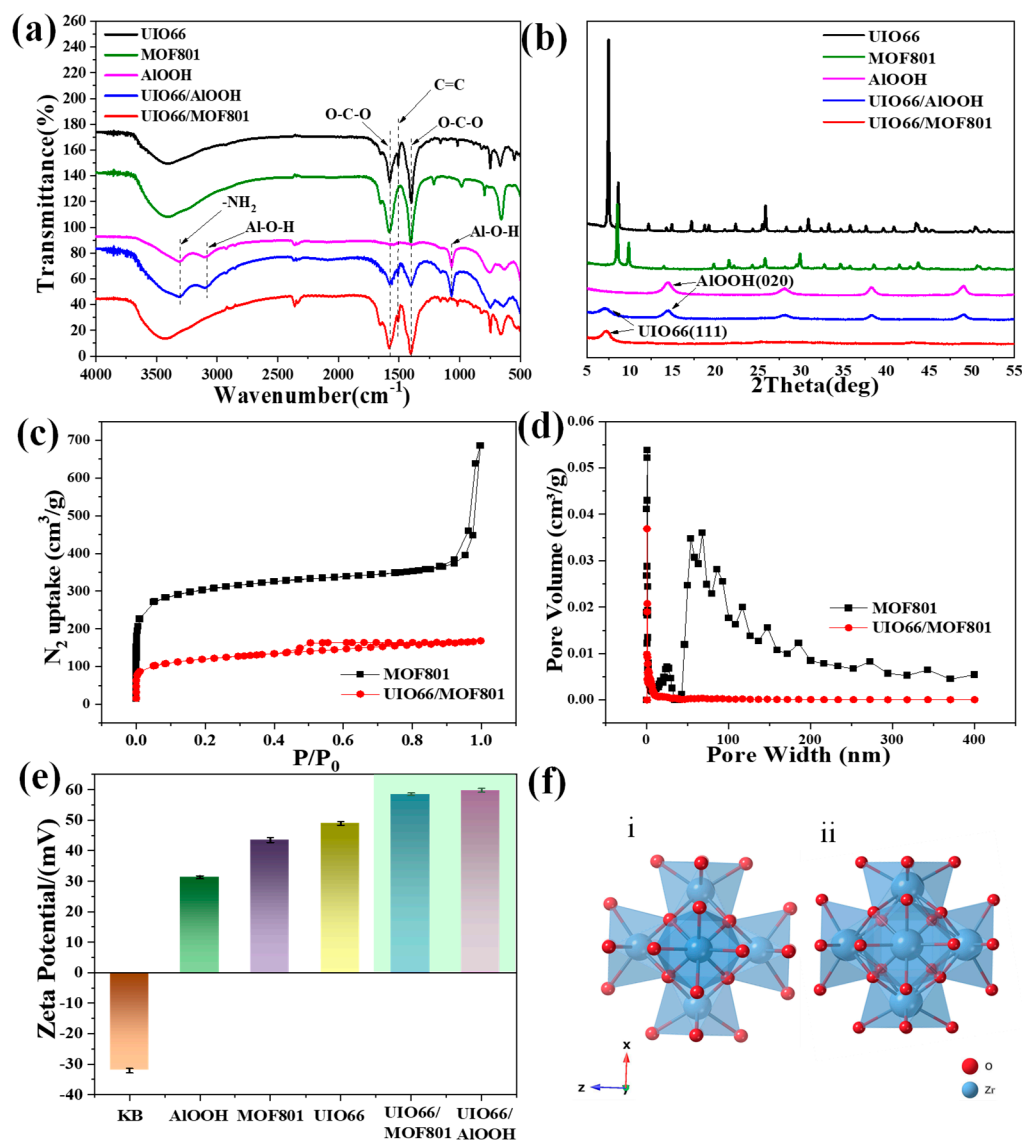 (a)
UIO66
MOF801
AlOOH
UIO66/AlOOH
UIO66/MOF801
C=C
O-C-O
O-C-O
-NH2
Al-O-H
Al-O-H
260
240
220
200
180
160
140
120
100
80
60
40
20
0
Transmittance(%)
4000 3500 3000 2500 2000 1500 1000 500
Wavenumber(cm-1)
(b)
UIO66
MOF801
AlOOH
UIO66/AlOOH
UIO66/MOF801
AlOOH(020)
UIO66(111)
5 10 15 20 25 30 35 40 45 50 55
2Theta(deg)
(c)
700
600
500
400
300
200
100
0
N2 uptake (cm3/g)
MOF801
UIO66/MOF801
0.0 0.2 0.4 0.6 0.8 1.0
P/P0
(d)
0.06
0.05
0.04
0.03
0.02
0.01
0.00
Pore Volume (cm³/g)
MOF801
UIO66/MOF801
0 100 200 300 400
Pore Width (nm)
(e)
60
50
40
30
20
10
0
-10
-20
-30
-40
Zeta Potential/(mV)
KB AlOOH MOF801 UIO66 UIO66/ UIO66/
MOF801 AlOOH
(f)
i
ii
x
z
y
O
Zr